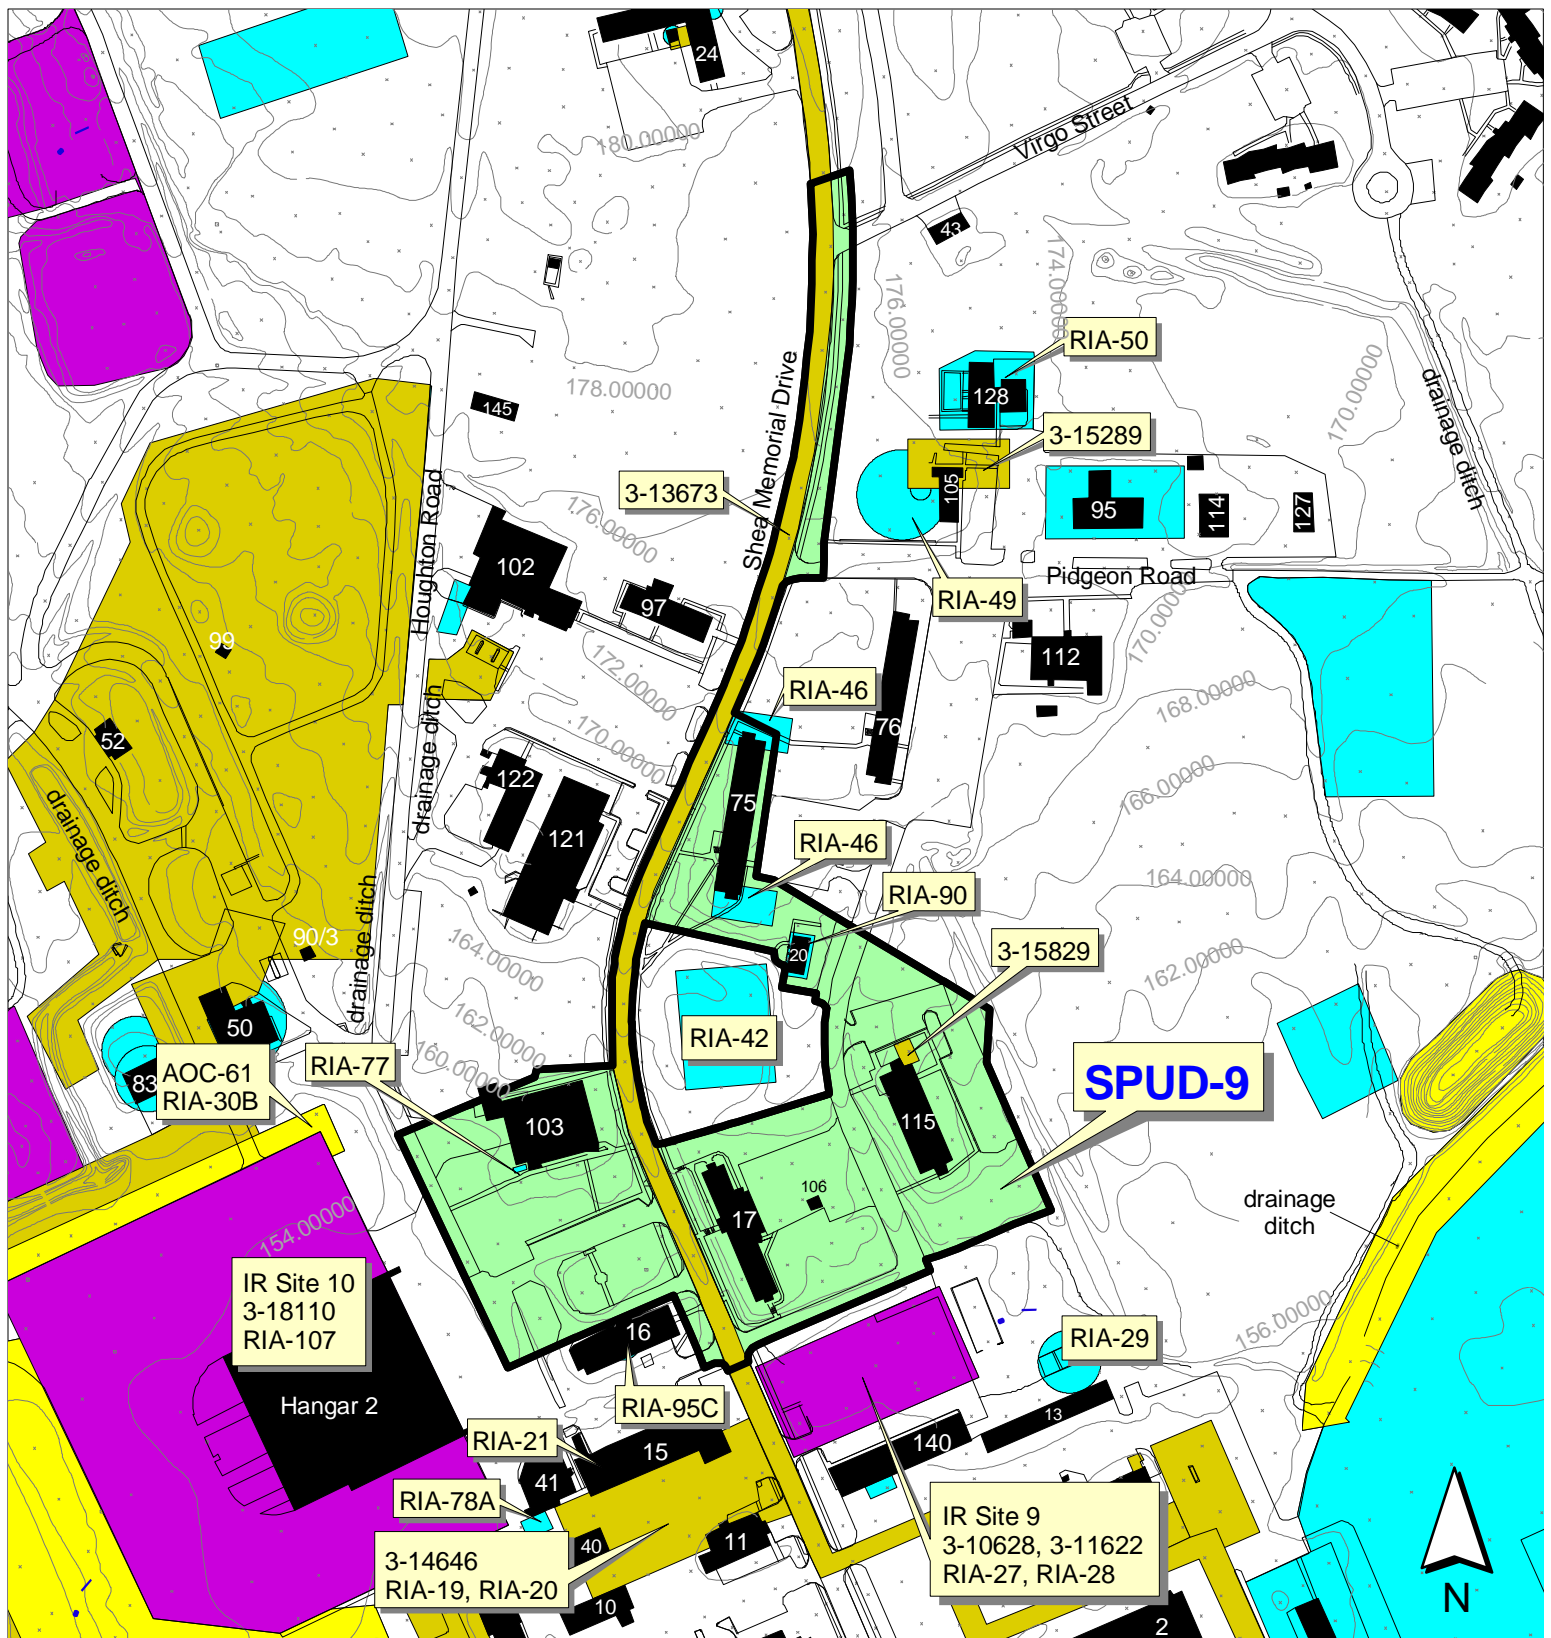 24
180.00000
Virgo Street
43
174.00000
176.00000
RIA-50
178.00000
Shea Memorial Drive
128
170.00000
drainage ditch
145
3-15289
3-13673
Houghton Road
105
95
114
127
176.00000
102
Pidgeon Road
RIA-49
97
99
112
170.00000
172.00000
RIA-46
168.00000
52
76
170.00000
drainage ditch
122
166.00000
75
drainage ditch
121
RIA-46
164.00000
RIA-90
drainage ditch
90/3
164.00000
3-15829
20
162.00000
50
162.00000
RIA-42
RIA-77
160.00000
AOC-61
RIA-30B
83
SPUD-9
103
115
106
drainage
ditch
17
154.00000
IR Site 10
3-18110
RIA-107
16
156.00000
RIA-29
Hangar 2
RIA-95C
13
RIA-21
15
140
41
RIA-78A
IR Site 9
3-10628, 3-11622
RIA-27, RIA-28
11
40
3-14646
RIA-19, RIA-20
10
2
N